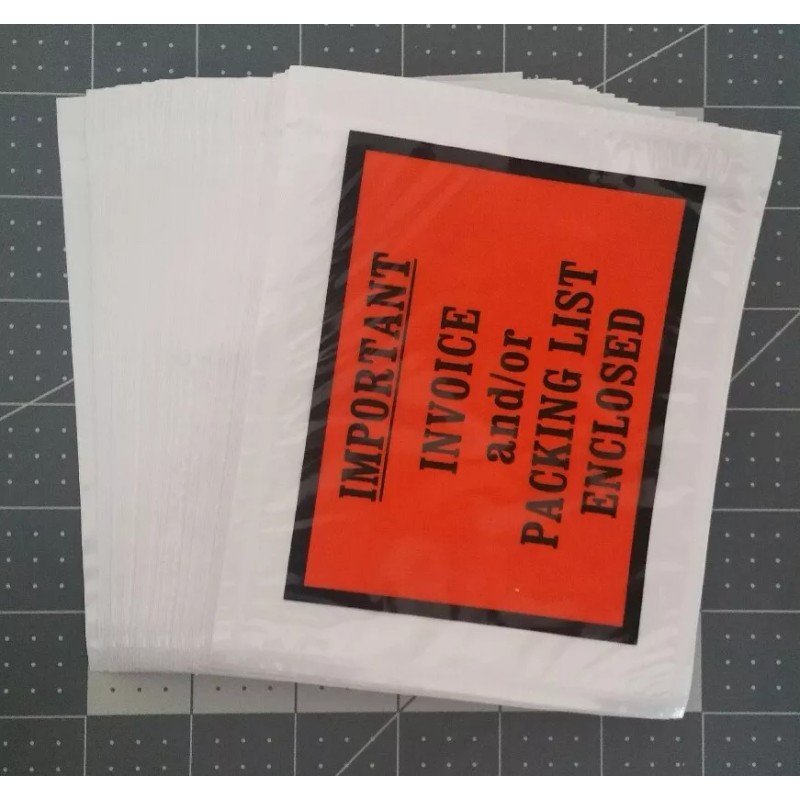 IMPORTANT
INVOICE
and/or
PACKING LIST
ENCLOSED